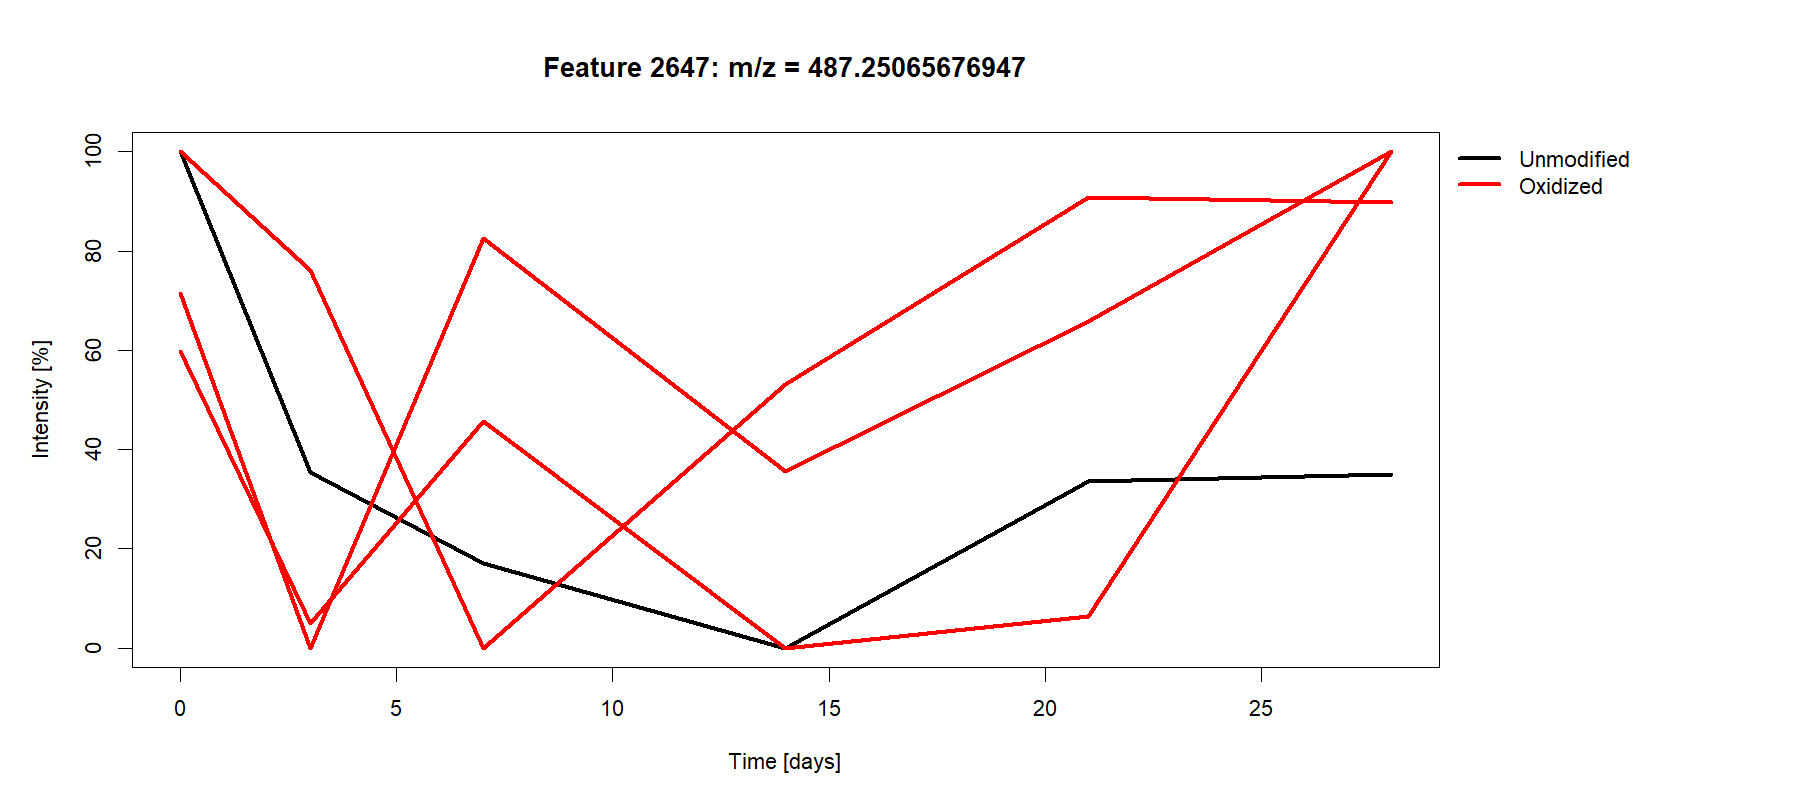 Feature 2647: m/z = 487.25065676947
Unmodified
Oxidized
Intensity [%]
100
80
60
40
20
0
0 5 10 15 20 25
Time [days]